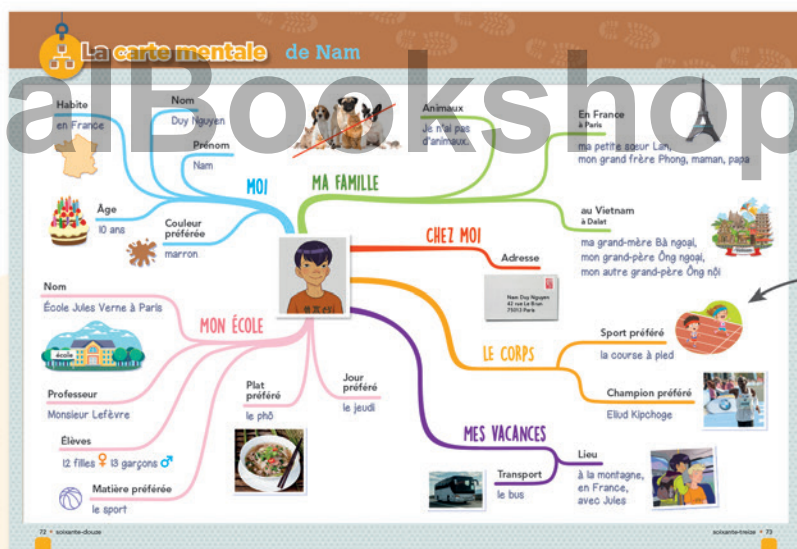 La carte mentale de Nam
alBookshop
Habite
en France
Nom
Duy Nguyen
Prénom
Nam
Âge
10 ans
Couleur
préférée
marron
MOI
MA FAMILLE
Animaux
Je n'ai pas
d'animaux.
En France
à Paris
ma petite sœur Lan,
mon grand frère Phong, maman, papa
au Vietnam
à Dalat
ma grand-mère Bà ngoại,
mon grand-père Ông ngoại,
mon autre grand-père Ông nội
CHEZ MOI
Adresse
Nam Duy Nguyen
42 rue Le Brun
75013 Paris
MON ÉCOLE
Nom
École Jules Verne à Paris
école
Professeur
Monsieur Lefèvre
Élèves
12 filles ♀ 13 garçons ♂
Matière préférée
le sport
Plat
préféré
le phô
Jour
préféré
le jeudi
LE CORPS
Sport préféré
la course à pied
Champion préféré
Eliud Kipchoge
MES VACANCES
Transport
le bus
Lieu
à la montagne,
en France,
avec Jules
72 • soixante-douze
soixante-treize • 73